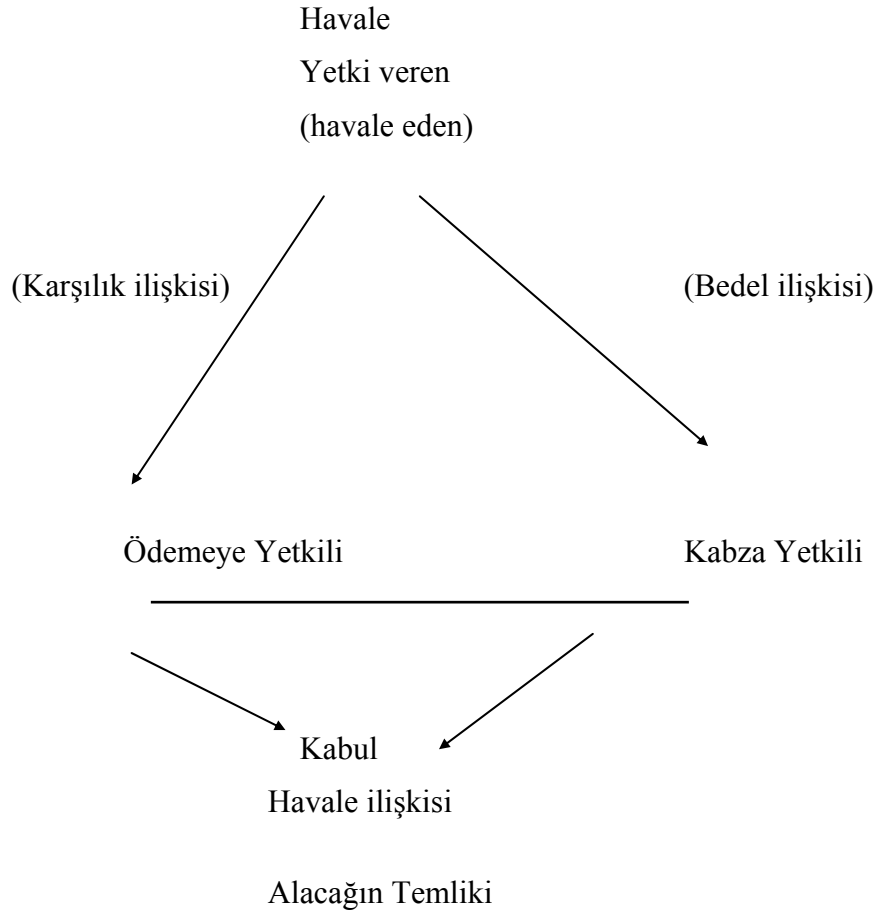 Havale
Yetki veren
(havale eden)
(Karşılık ilişkisi)
(Bedel ilişkisi)
Ödemeye Yetkili
Kabza Yetkili
Kabul
Havale ilişkisi
Alacağın Temliki